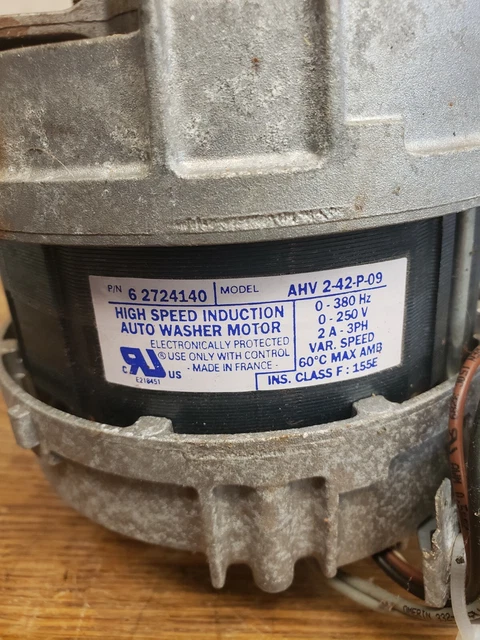 P/N 6 2724140 MODEL AHV 2-42-P-09
HIGH SPEED INDUCTION
AUTO WASHER MOTOR
ELECTRONICALLY PROTECTED
® USE ONLY WITH CONTROL
- MADE IN FRANCE -
C US
E218451
0 - 380 Hz
0 - 250 V
2 A - 3PH
VAR. SPEED
60°C MAX AMB
INS. CLASS F : 155E